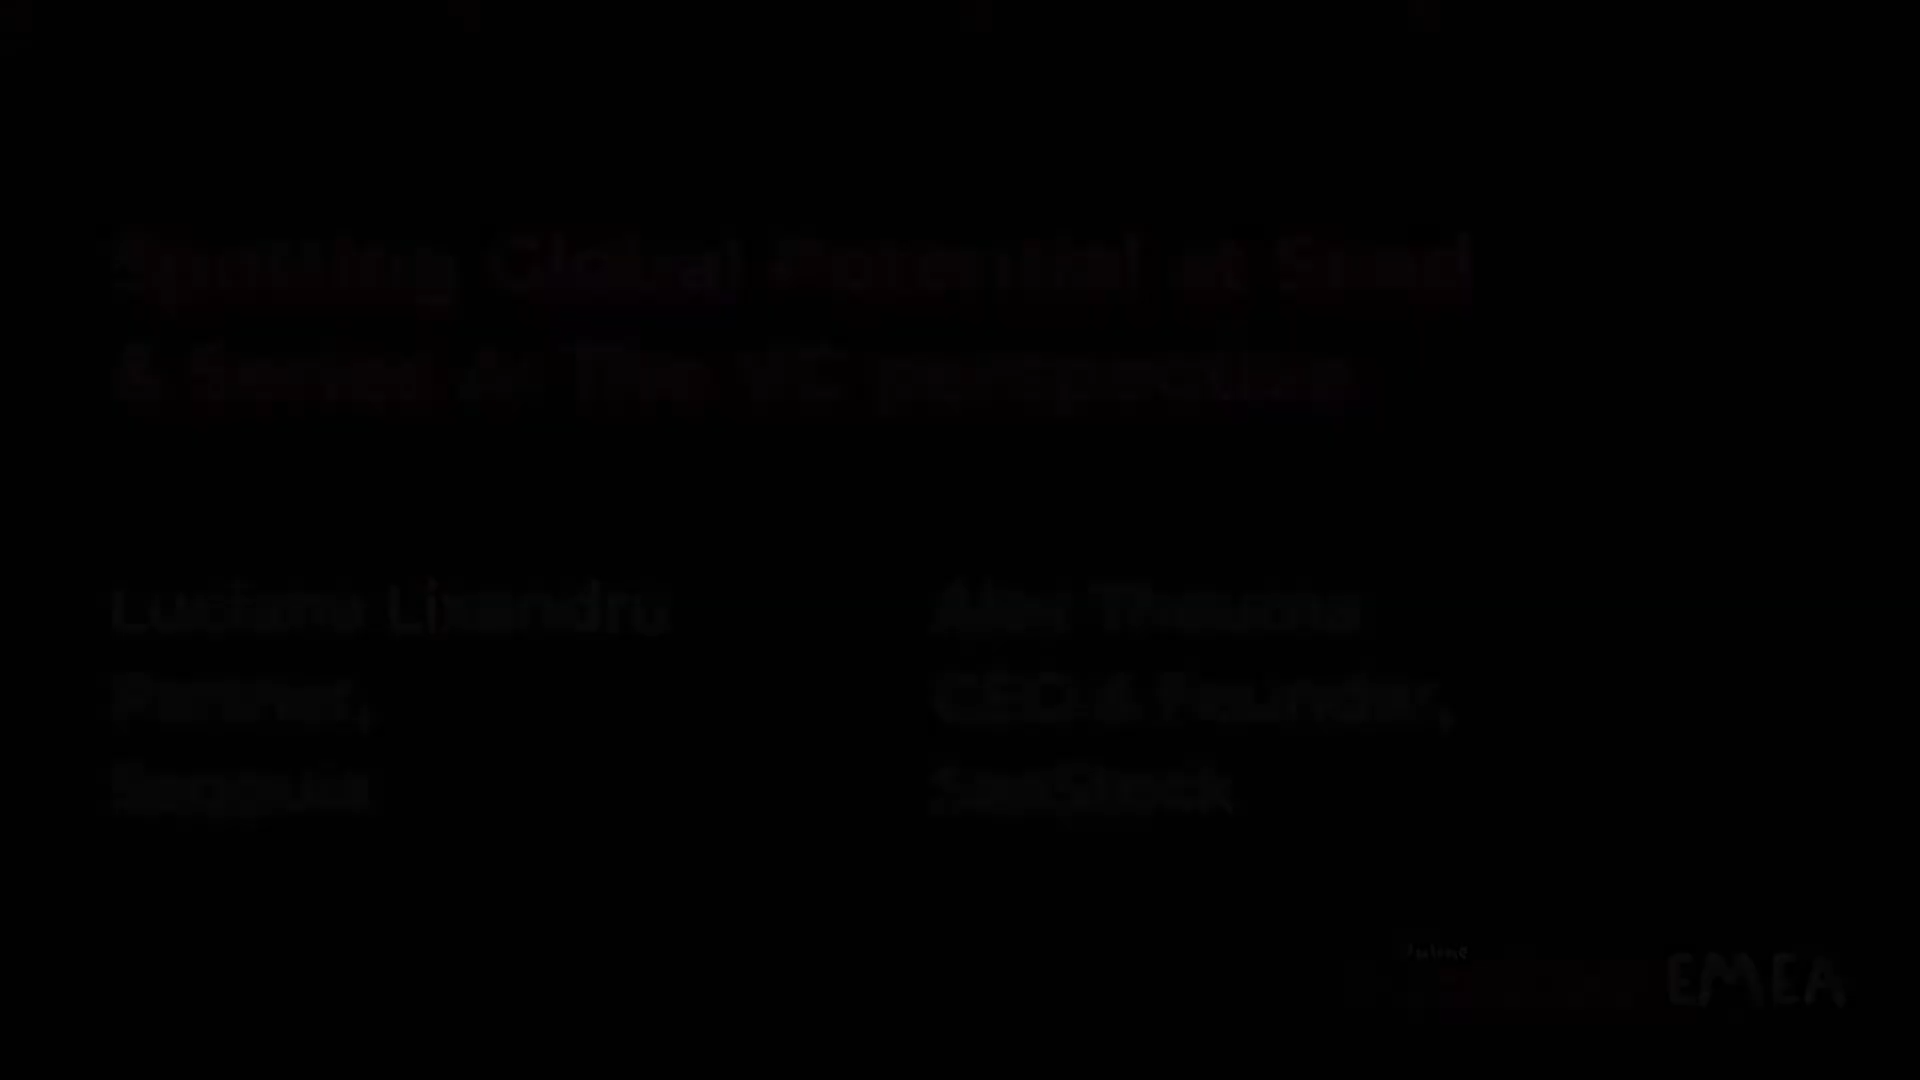 Spotting Global Potential at Seed
& Series A: The VC perspective
Luciana Lixandru
Alex Theuma
Partner,
CEO & Founder,
Sequoia
SaaStock
EMEA